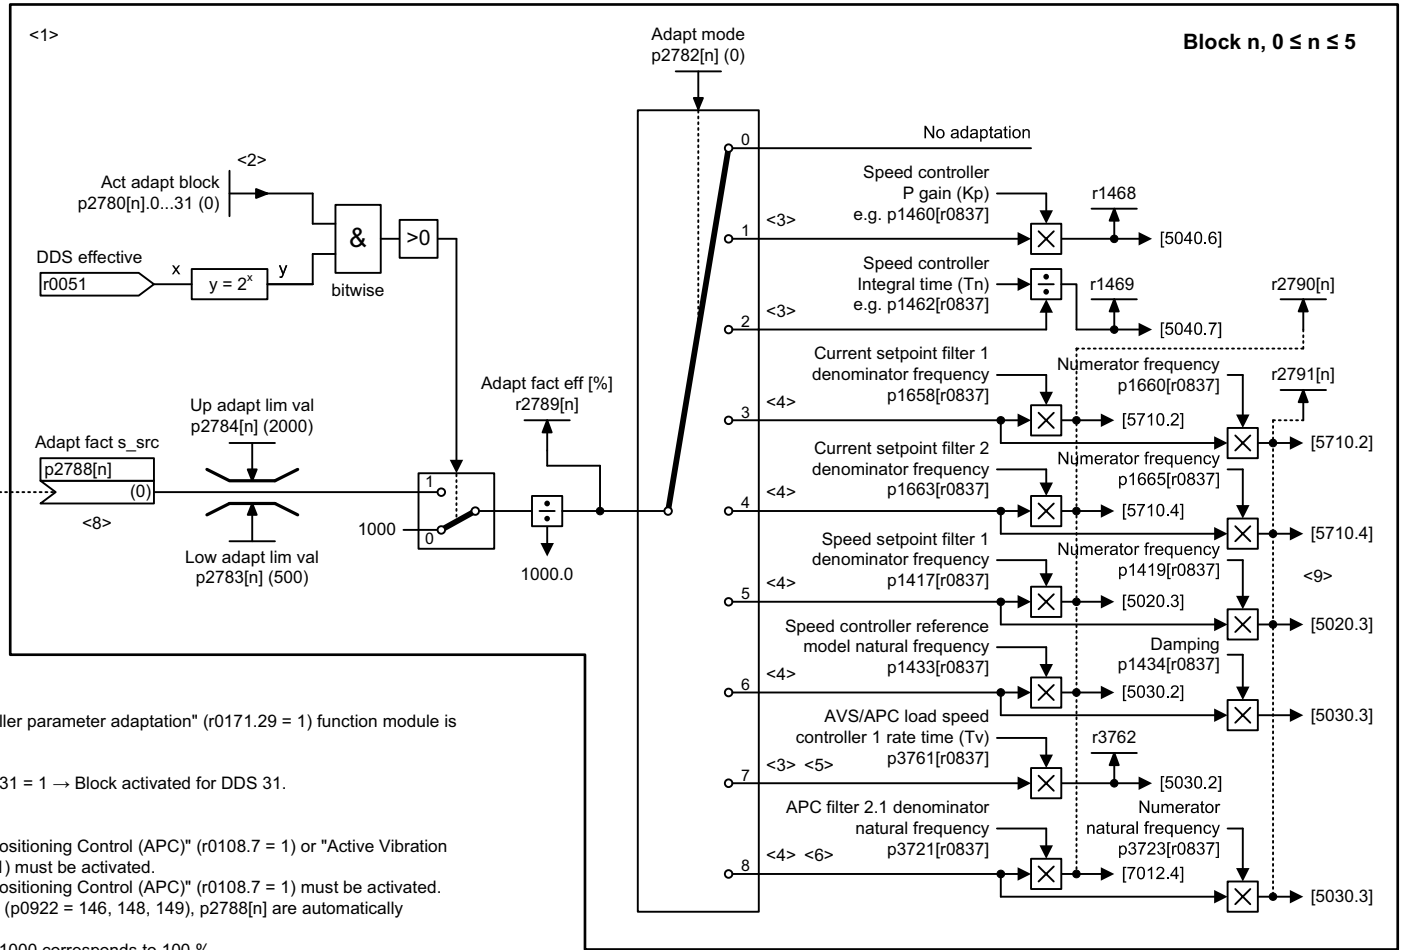 <1>
Block n, 0 ≤ n ≤ 5
Adapt mode
p2782[n] (0)
<2>
Act adapt block
p2780[n].0...31 (0)
DDS effective
r0051
x
y = 2^x
y
&
bitwise
>0
Up adapt lim val
p2784[n] (2000)
Adapt fact s_src
p2788[n]
(0)
<8>
Low adapt lim val
p2783[n] (500)
1
1000
0
Adapt fact eff [%]
r2789[n]
÷
1000.0
0
No adaptation
1
<3>
Speed controller
P gain (Kp)
e.g. p1460[r0837]
×
r1468
[5040.6]
2
<3>
Speed controller
Integral time (Tn)
e.g. p1462[r0837]
÷
r1469
[5040.7]
r2790[n]
3
<4>
Current setpoint filter 1
denominator frequency
p1658[r0837]
×
[5710.2]
Numerator frequency
p1660[r0837]
×
[5710.2]
r2791[n]
4
<4>
Current setpoint filter 2
denominator frequency
p1663[r0837]
×
[5710.4]
Numerator frequency
p1665[r0837]
×
[5710.4]
5
<4>
Speed setpoint filter 1
denominator frequency
p1417[r0837]
×
[5020.3]
Numerator frequency
p1419[r0837]
×
[5020.3]
<9>
6
<4>
Speed controller reference
model natural frequency
p1433[r0837]
×
[5030.2]
Damping
p1434[r0837]
×
[5030.3]
7
<3> <5>
AVS/APC load speed
controller 1 rate time (Tv)
p3761[r0837]
×
r3762
[5030.2]
8
<4> <6>
APC filter 2.1 denominator
natural frequency
p3721[r0837]
×
[7012.4]
Numerator
natural frequency
p3723[r0837]
×
[5030.3]
ller parameter adaptation" (r0171.29 = 1) function module is
31 = 1 → Block activated for DDS 31.
ositioning Control (APC)" (r0108.7 = 1) or "Active Vibration
1) must be activated.
ositioning Control (APC)" (r0108.7 = 1) must be activated.
(p0922 = 146, 148, 149), p2788[n] are automatically
1000 corresponds to 100 %